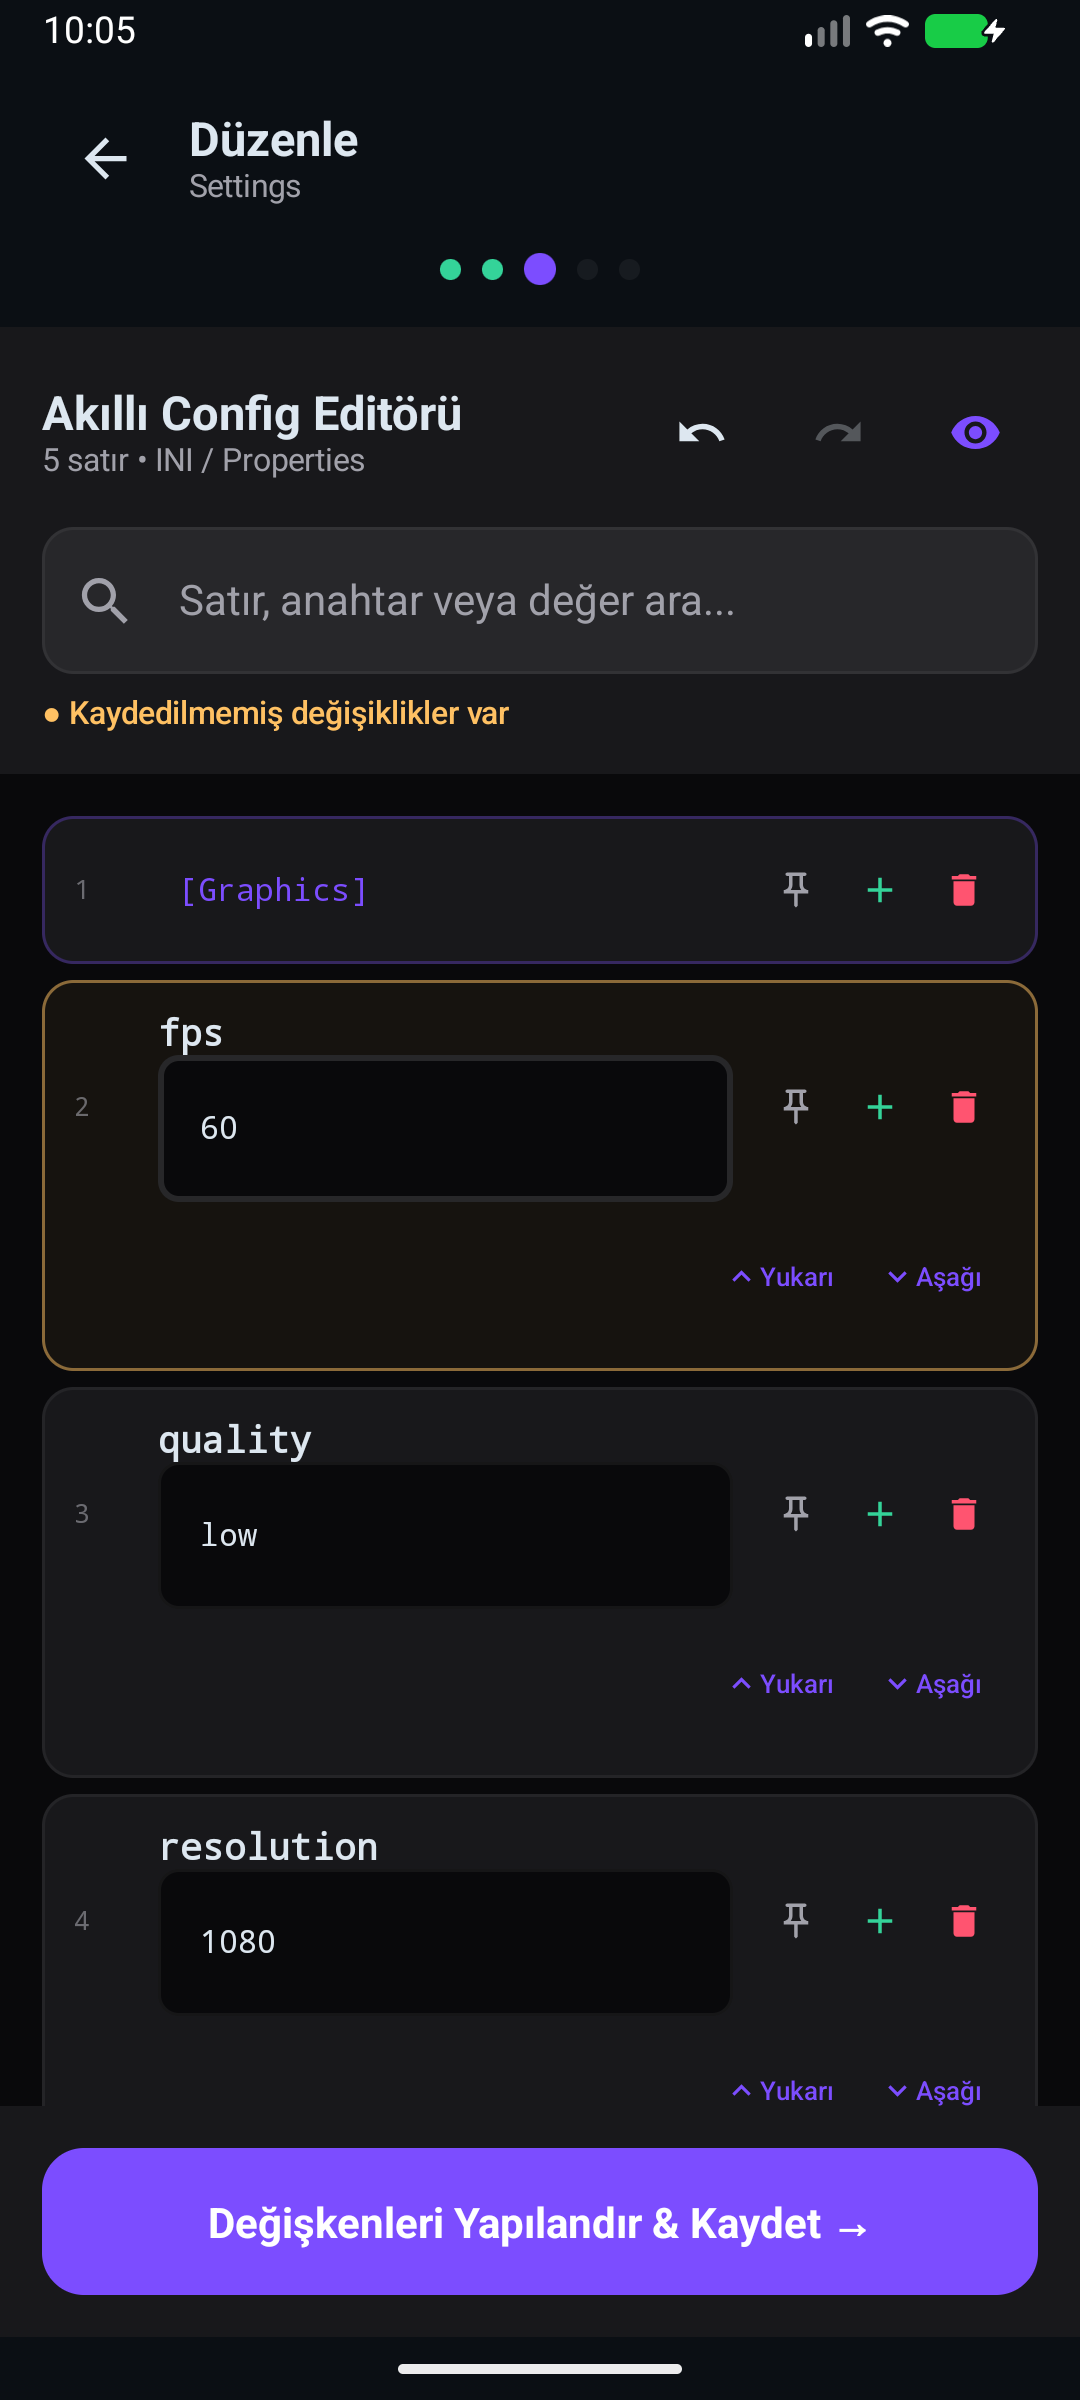 10:05
Düzenle
Settings
Akıllı Config Editörü
5 satır • INI / Properties
Satır, anahtar veya değer ara...
● Kaydedilmemiş değişiklikler var
1 [Graphics]
fps
2 60
Yukarı Aşağı
quality
3 low
Yukarı Aşağı
resolution
4 1080
Yukarı Aşağı
Değişkenleri Yapılandır & Kaydet →